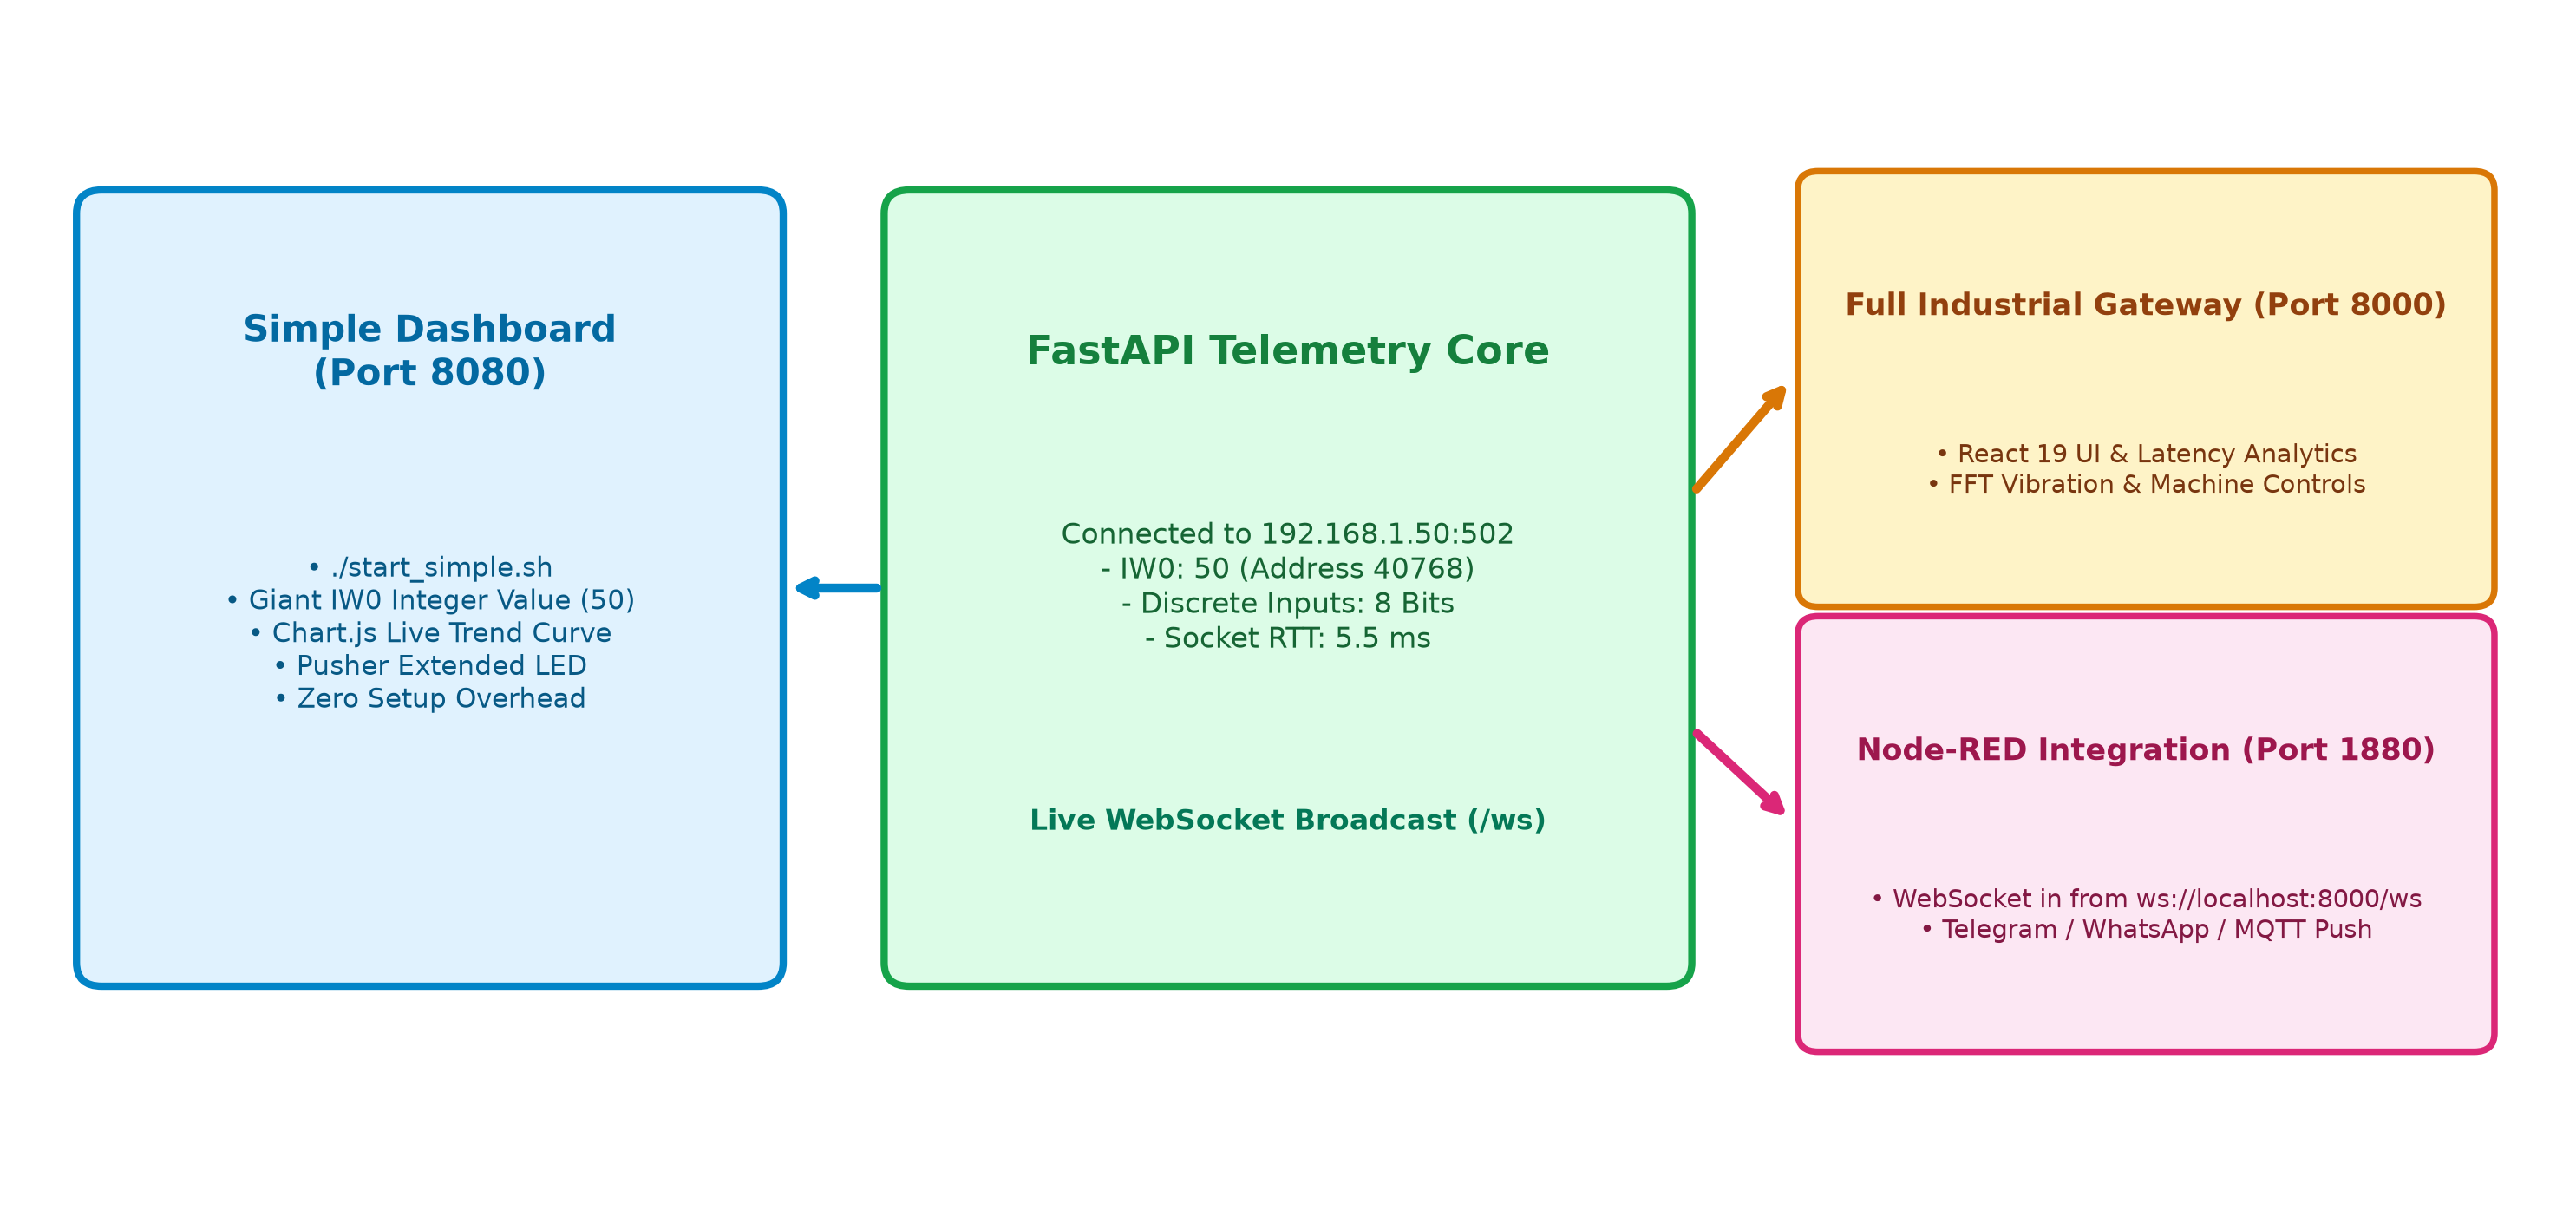 Simple Dashboard
(Port 8080)
• ./start_simple.sh
• Giant IW0 Integer Value (50)
• Chart.js Live Trend Curve
• Pusher Extended LED
• Zero Setup Overhead
FastAPI Telemetry Core
Connected to 192.168.1.50:502
- IW0: 50 (Address 40768)
- Discrete Inputs: 8 Bits
- Socket RTT: 5.5 ms
Live WebSocket Broadcast (/ws)
Full Industrial Gateway (Port 8000)
• React 19 UI & Latency Analytics
• FFT Vibration & Machine Controls
Node-RED Integration (Port 1880)
• WebSocket in from ws://localhost:8000/ws
• Telegram / WhatsApp / MQTT Push